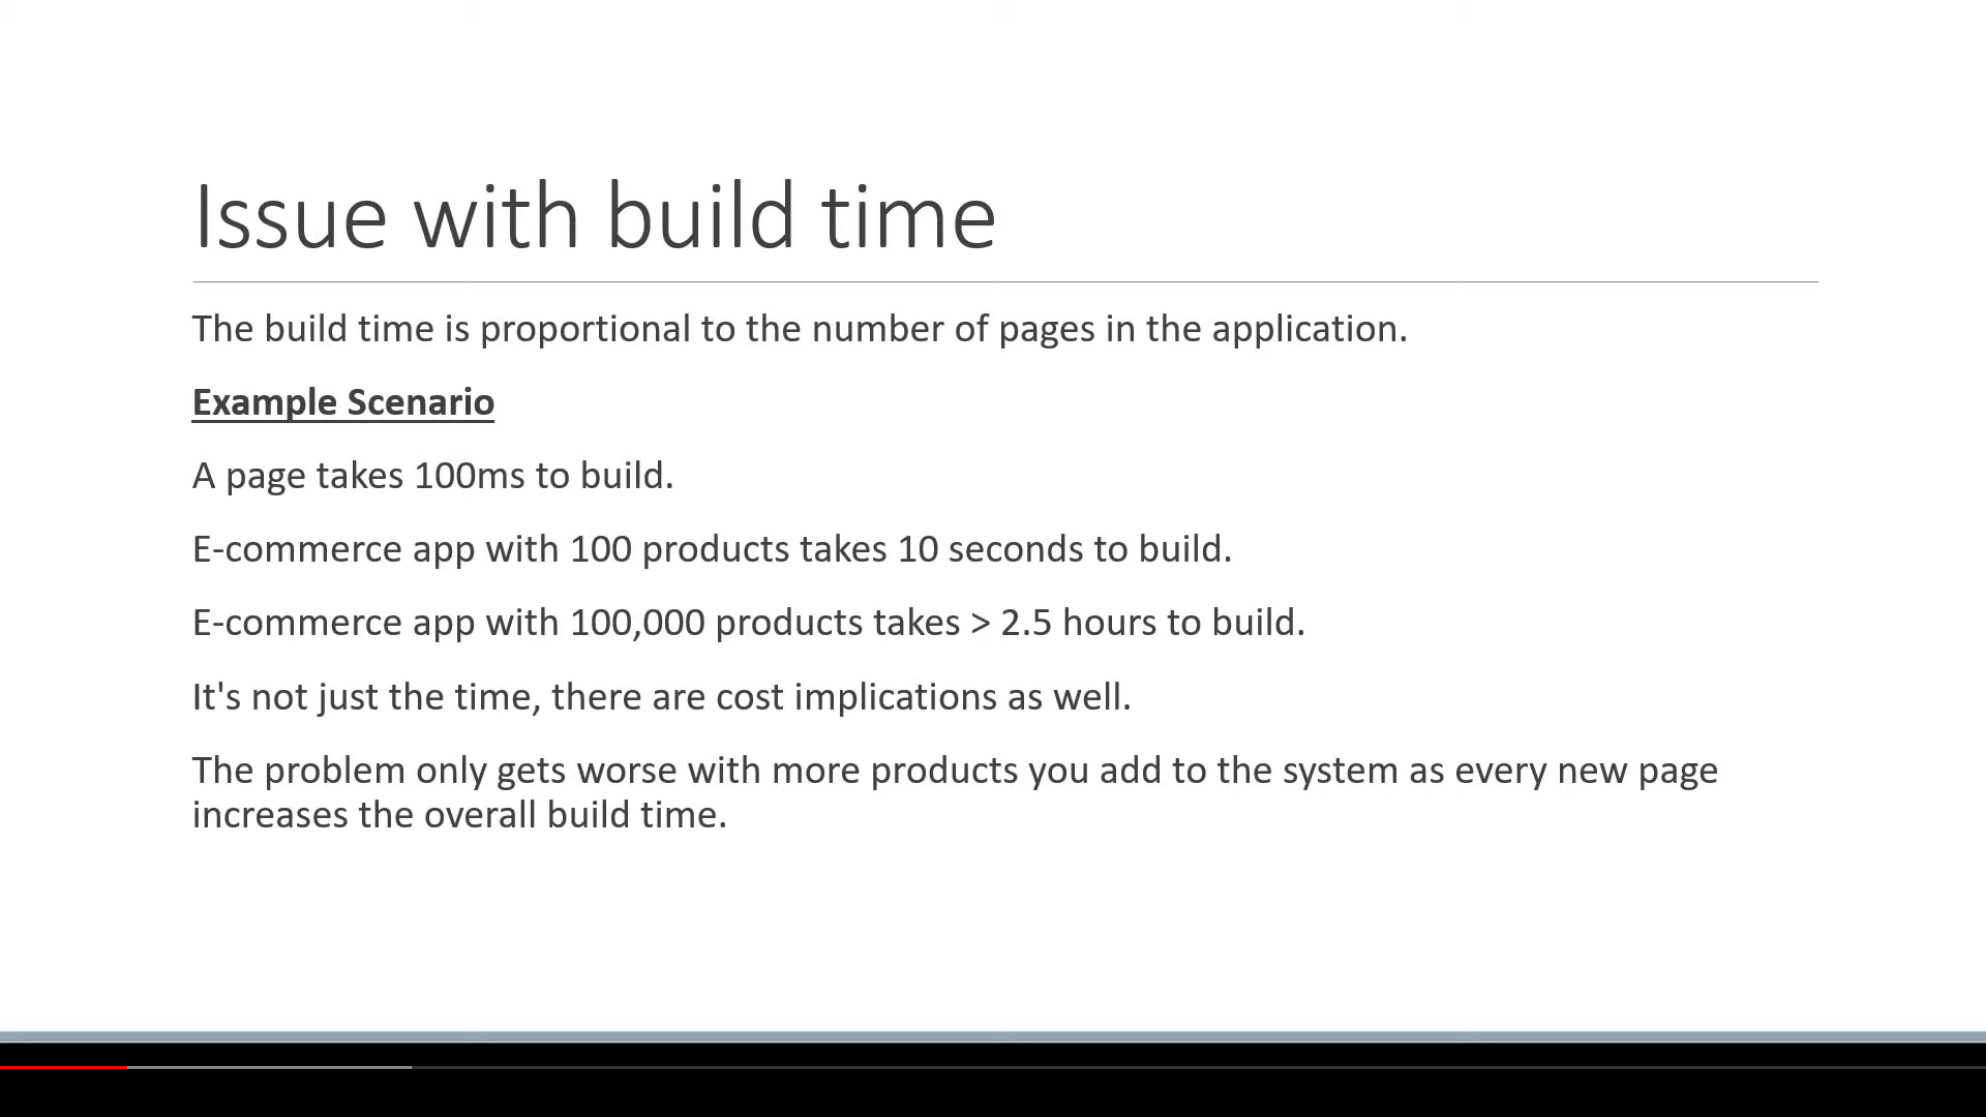 Issue with build time
The build time is proportional to the number of pages in the application.
Example Scenario
A page takes 100ms to build.
E-commerce app with 100 products takes 10 seconds to build.
E-commerce app with 100,000 products takes > 2.5 hours to build.
It's not just the time, there are cost implications as well.
The problem only gets worse with more products you add to the system as every new page
increases the overall build time.